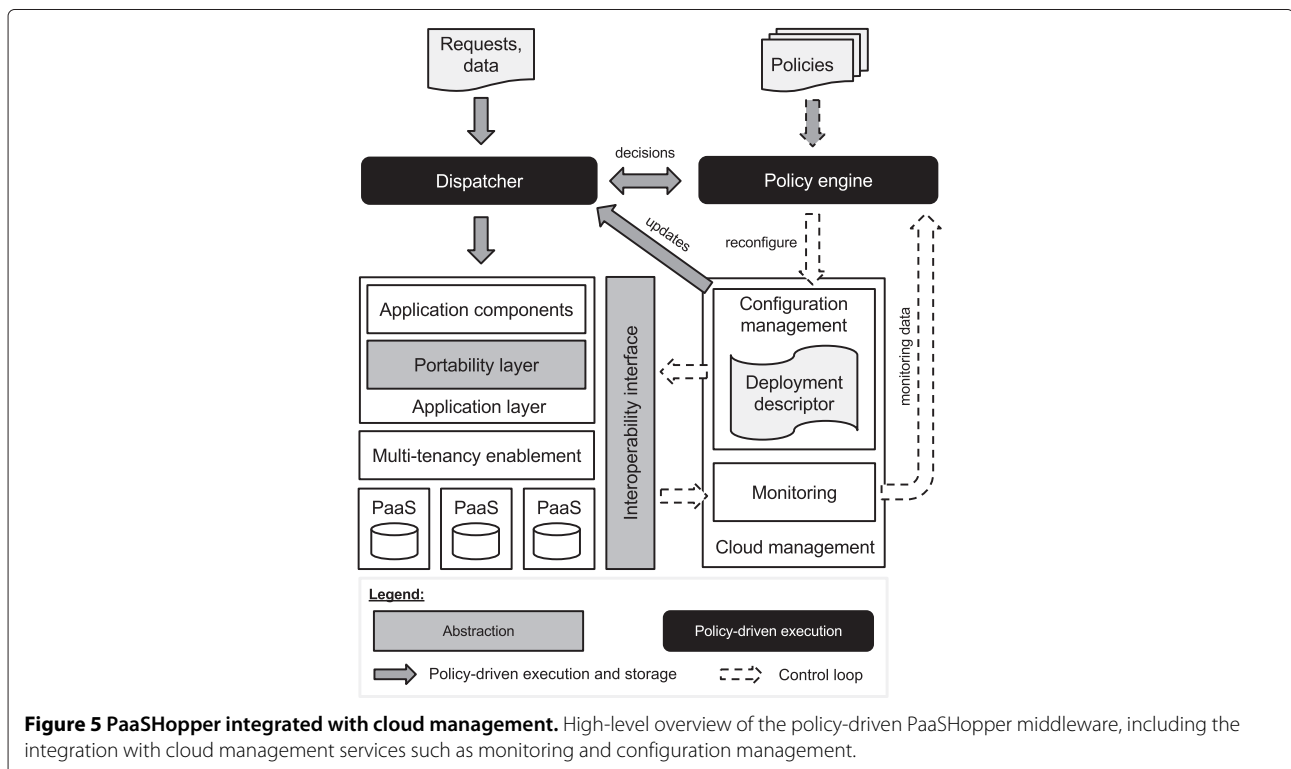 Requests,
data
Policies
decisions
Dispatcher
Policy engine
updates
reconfigure
Application components
Portability layer
Application layer
Multi-tenancy enablement
PaaS
PaaS
PaaS
Interoperability interface
Configuration
management
Deployment
descriptor
Monitoring
Cloud management
monitoring data
Legend:
Abstraction
Policy-driven execution
Policy-driven execution and storage
Control loop
Figure 5 PaaSHopper integrated with cloud management. High-level overview of the policy-driven PaaSHopper middleware, including the
integration with cloud management services such as monitoring and configuration management.